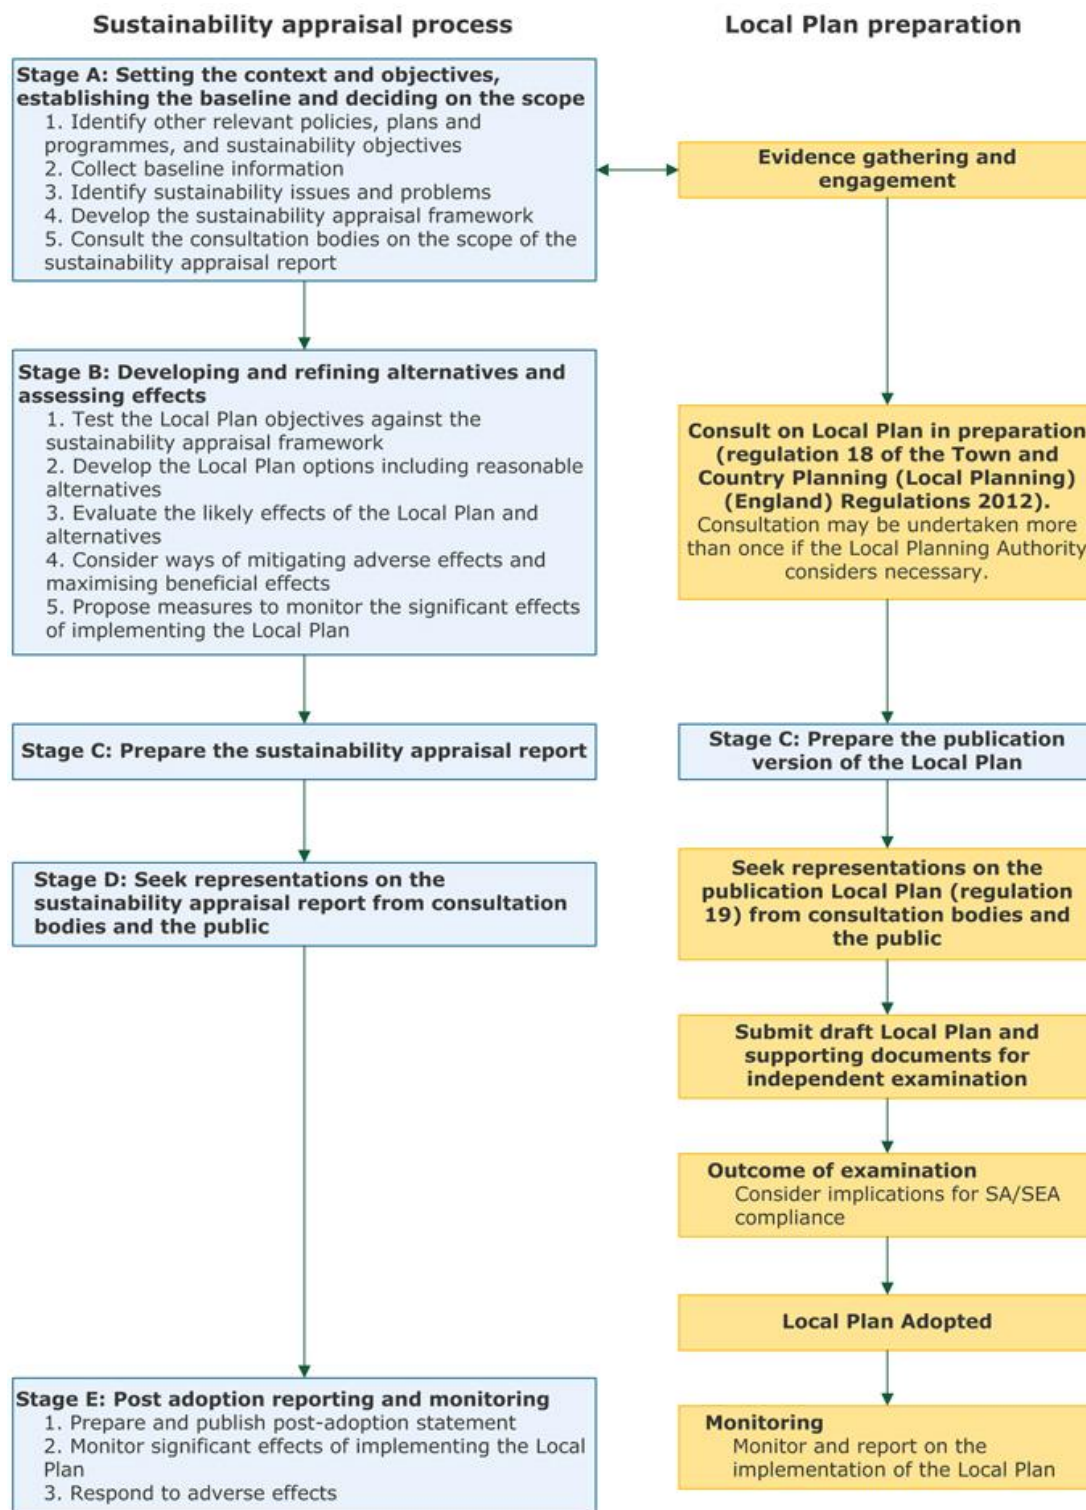 Sustainability appraisal process
Local Plan preparation
Stage A: Setting the context and objectives,
establishing the baseline and deciding on the scope
1. Identify other relevant policies, plans and
programmes, and sustainability objectives
2. Collect baseline information
3. Identify sustainability issues and problems
4. Develop the sustainability appraisal framework
5. Consult the consultation bodies on the scope of the
sustainability appraisal report
Evidence gathering and
engagement
Stage B: Developing and refining alternatives and
assessing effects
1. Test the Local Plan objectives against the
sustainability appraisal framework
2. Develop the Local Plan options including reasonable
alternatives
3. Evaluate the likely effects of the Local Plan and
alternatives
4. Consider ways of mitigating adverse effects and
maximising beneficial effects
5. Propose measures to monitor the significant effects
of implementing the Local Plan
Consult on Local Plan in preparation
(regulation 18 of the Town and
Country Planning (Local Planning)
(England) Regulations 2012).
Consultation may be undertaken more
than once if the Local Planning Authority
considers necessary.
Stage C: Prepare the sustainability appraisal report
Stage C: Prepare the publication
version of the Local Plan
Stage D: Seek representations on the
sustainability appraisal report from consultation
bodies and the public
Seek representations on the
publication Local Plan (regulation
19) from consultation bodies and
the public
Submit draft Local Plan and
supporting documents for
independent examination
Outcome of examination
Consider implications for SA/SEA
compliance
Local Plan Adopted
Stage E: Post adoption reporting and monitoring
1. Prepare and publish post-adoption statement
2. Monitor significant effects of implementing the Local
Plan
3. Respond to adverse effects
Monitoring
Monitor and report on the
implementation of the Local Plan